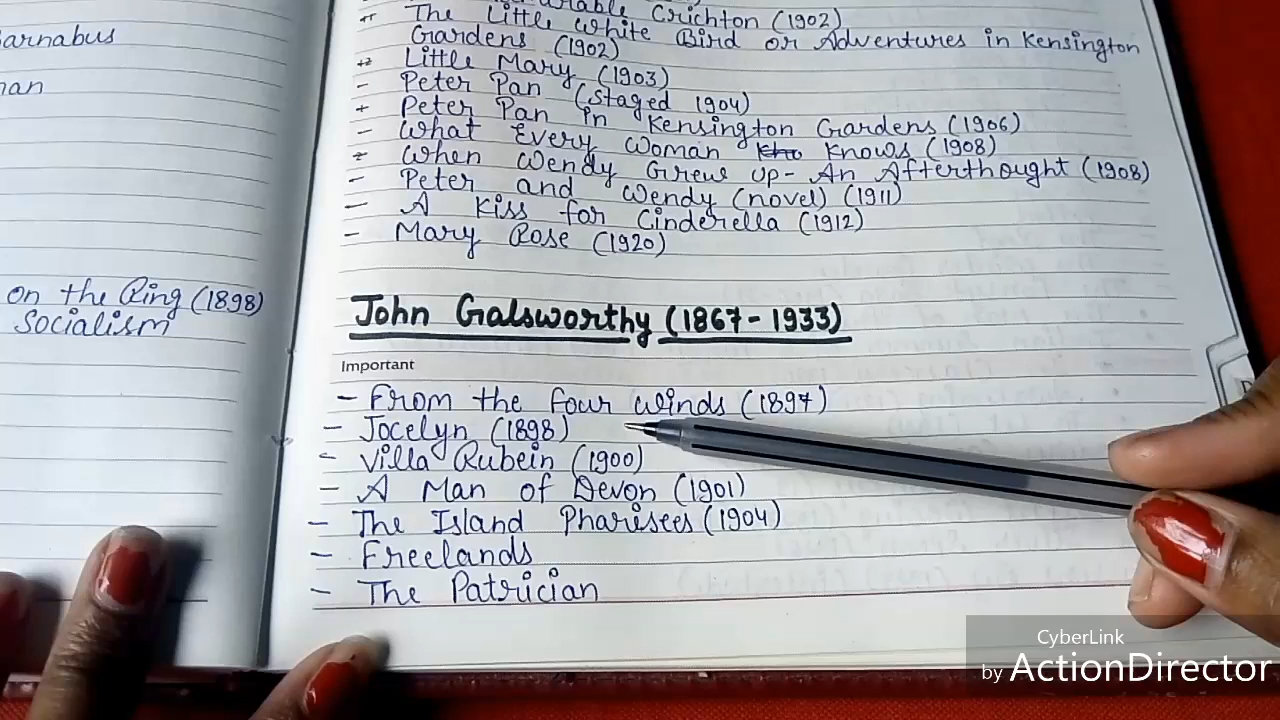 arnabus
nan
on the Ring (1898)
Socialism
Crichton (1902)
The Little White Bird or Adventures in Kensington
Gardens (1902)
Little Mary (1903)
Peter Pan (staged 1904)
Peter Pan in Kensington Gardens (1906)
What Every Woman Knows (1908)
When Wendy Grew up - An Afterthought (1908)
Peter and Wendy (novel) (1911)
A Kiss for Cinderella (1912)
Mary Rose (1920)
John Galsworthy (1867 - 1933)
Important
- From the four winds (1897)
- Jocelyn (1898)
- Villa Rubein (1900)
- A Man of Devon (1901)
- The Island Pharisees (1904)
- Freelands
- The Patrician
CyberLink
by ActionDirector